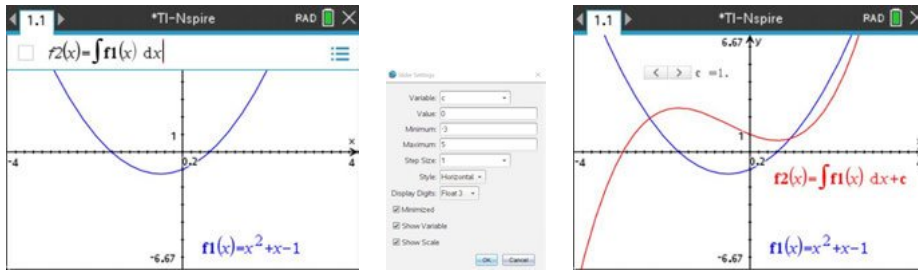 1.1
*TI-Nspire
RAD
f2(x)=∫f1(x) dx
1
x
-4
0.2
4
f1(x)=x²+x-1
-6.67
Slider Settings
Variable: c
Value: 0
Minimum: -3
Maximum: 5
Step Size: 1
Style: Horizontal
Display Digits: Float 3
Minimized
Show Variable
Show Scale
OK
Cancel
1.1
*TI-Nspire
RAD
6.67
y
c =1.
1
x
-4
0.2
4
f2(x)=∫f1(x) dx+c
f1(x)=x²+x-1
-6.67